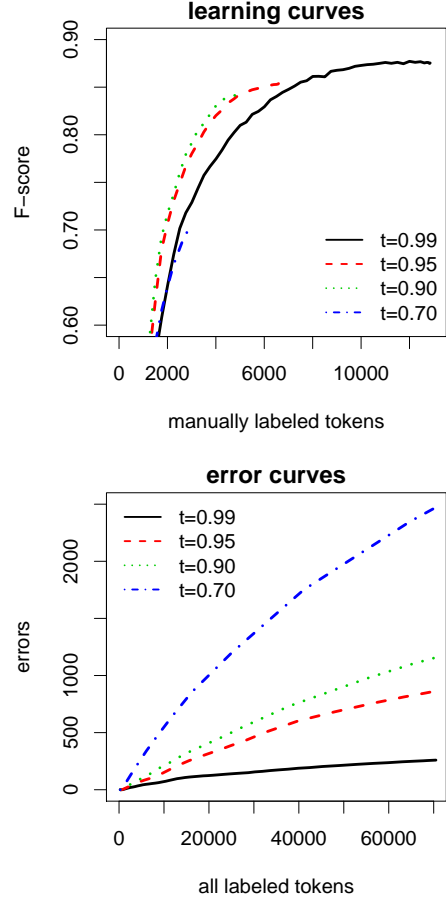 learning curves
F−score
0.60 0.70 0.80 0.90
t=0.99
t=0.95
t=0.90
t=0.70
0 2000 6000 10000
manually labeled tokens
error curves
errors
0 500 1000 2000
t=0.99
t=0.95
t=0.90
t=0.70
0 20000 40000 60000
all labeled tokens